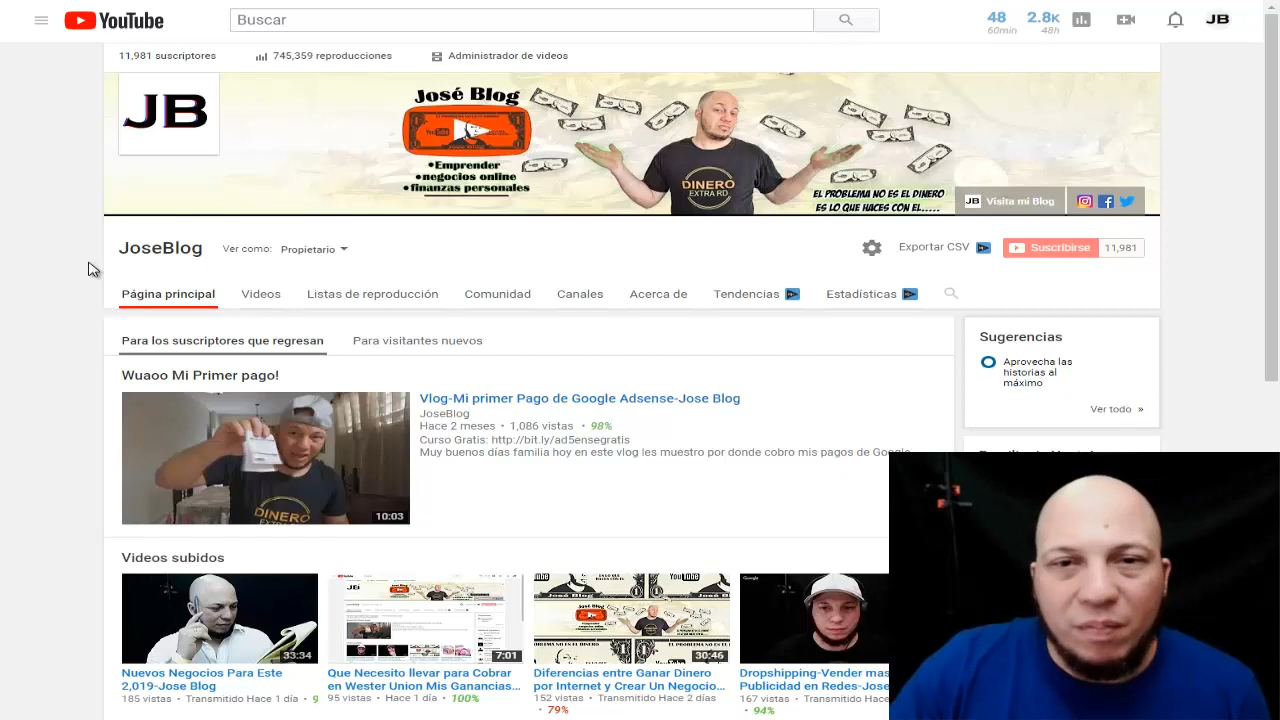 YouTube
Buscar
48
60min
2.8K
48h
JB
11,981 suscriptores
745,359 reproducciones
Administrador de videos
JB
José Blog
YouTube
•Emprender
•negocios online
•finanzas personales
DINERO
EXTRA RD
EL PROBLEMA NO ES EL DINERO
ES LO QUE HACES CON EL.....
JB Visita mi Blog
JoseBlog
Ver como: Propietario
Exportar CSV
Suscribirse 11,981
Página principal Videos Listas de reproducción Comunidad Canales Acerca de Tendencias Estadísticas
Para los suscriptores que regresan
Para visitantes nuevos
Sugerencias
Aprovecha las
historias al
máximo
Ver todo »
Wuaoo Mi Primer pago!
DINERO
EXTRA RD
10:03
Vlog-Mi primer Pago de Google Adsense-Jose Blog
JoseBlog
Hace 2 meses • 1,086 vistas • 98%
Curso Gratis: http://bit.ly/ad5ensegratis
Muy buenos días familia hoy en este vlog les muestro por donde cobro mis pagos de Google
Videos subidos
33:34
Nuevos Negocios Para Este
2,019-Jose Blog
185 vistas • Transmitido Hace 1 día • 9
7:01
Que Necesito llevar para Cobrar
en Wester Union Mis Ganancias...
95 vistas • Hace 1 día • 100%
José Blog
30:46
Diferencias entre Ganar Dinero
por Internet y Crear Un Negocio...
152 vistas • Transmitido Hace 2 días
• 79%
Google
Dropshipping-Vender mas
Publicidad en Redes-Jose
167 vistas • Transmitido Hace
• 94%